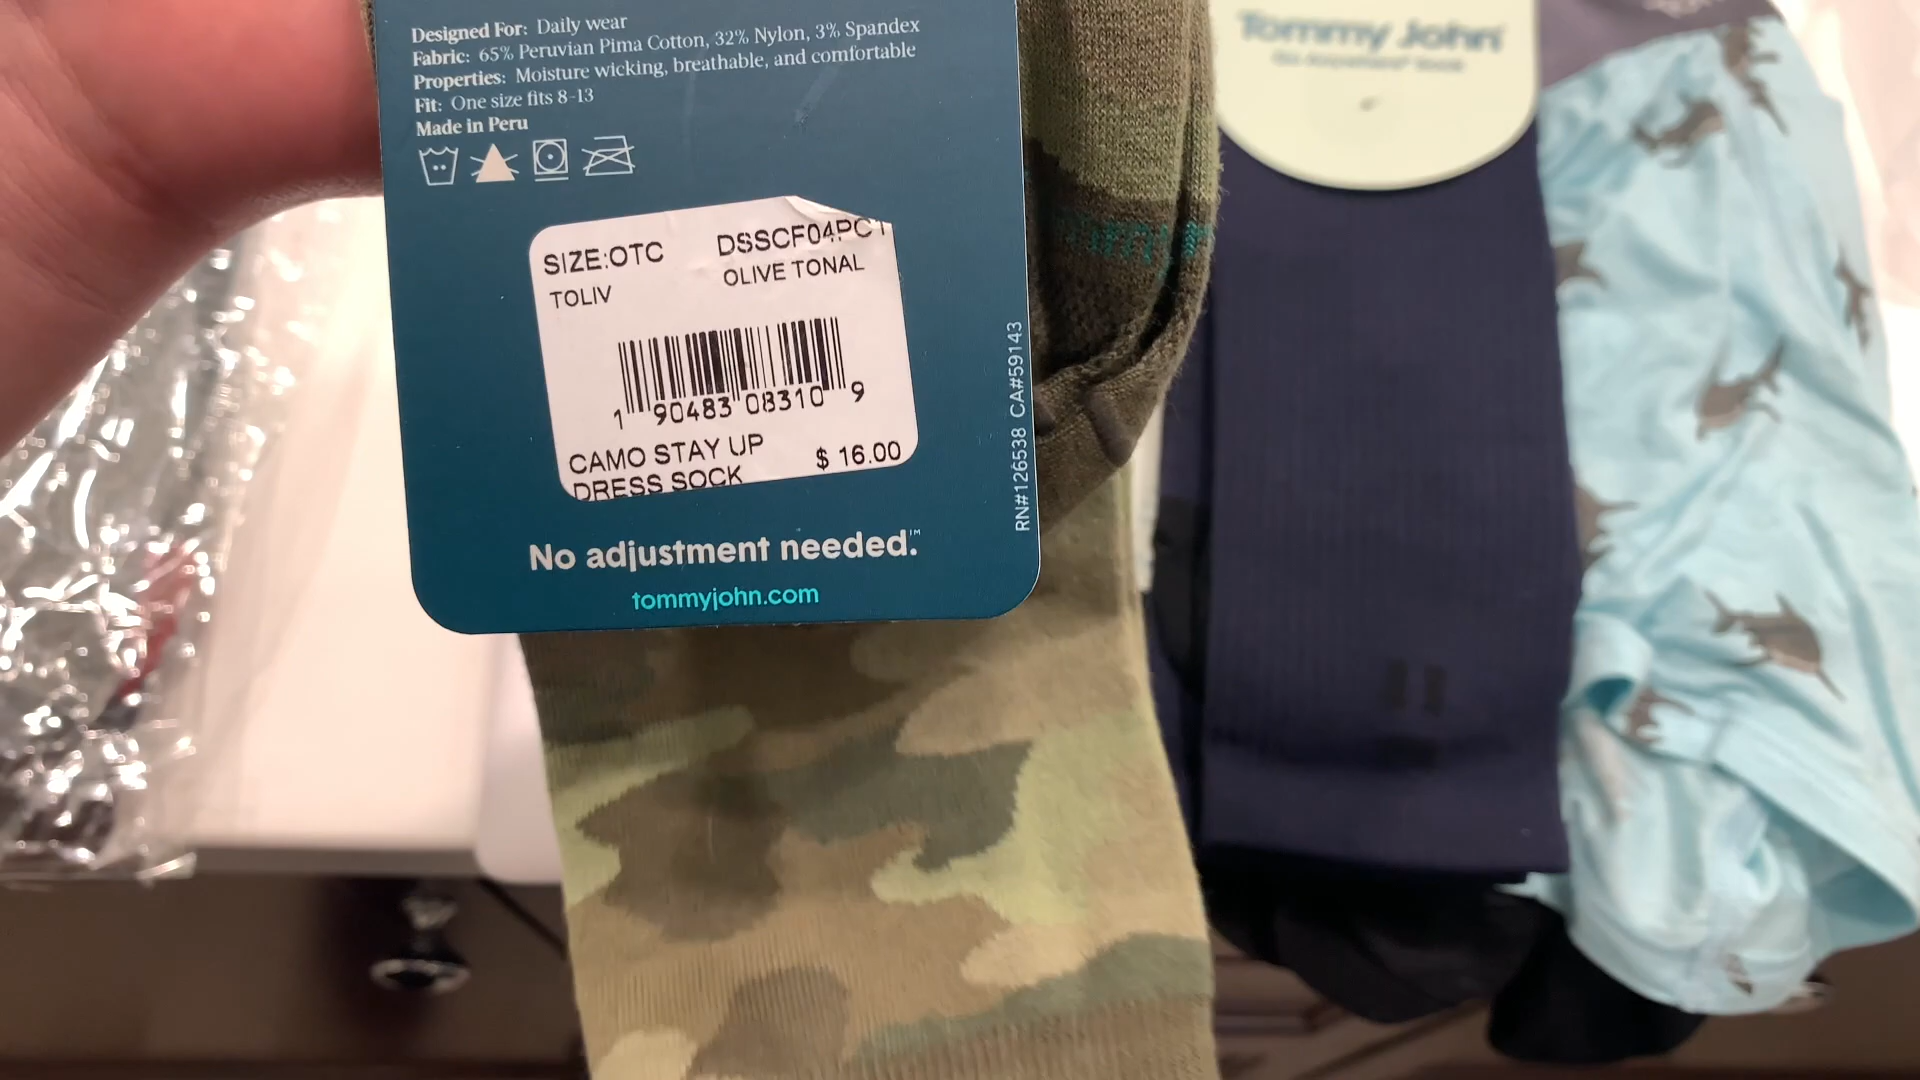 Designed For: Daily wear
Fabric: 65% Peruvian Pima Cotton, 32% Nylon, 3% Spandex
Properties: Moisture wicking, breathable, and comfortable
Fit: One size fits 8-13
Made in Peru
SIZE:OTC DSSCF04PC1
TOLIV OLIVE TONAL
1 90483 08310 9
CAMO STAY UP
DRESS SOCK $ 16.00
No adjustment needed.™
tommyjohn.com
RN#126538 CA#59143
Tommy John